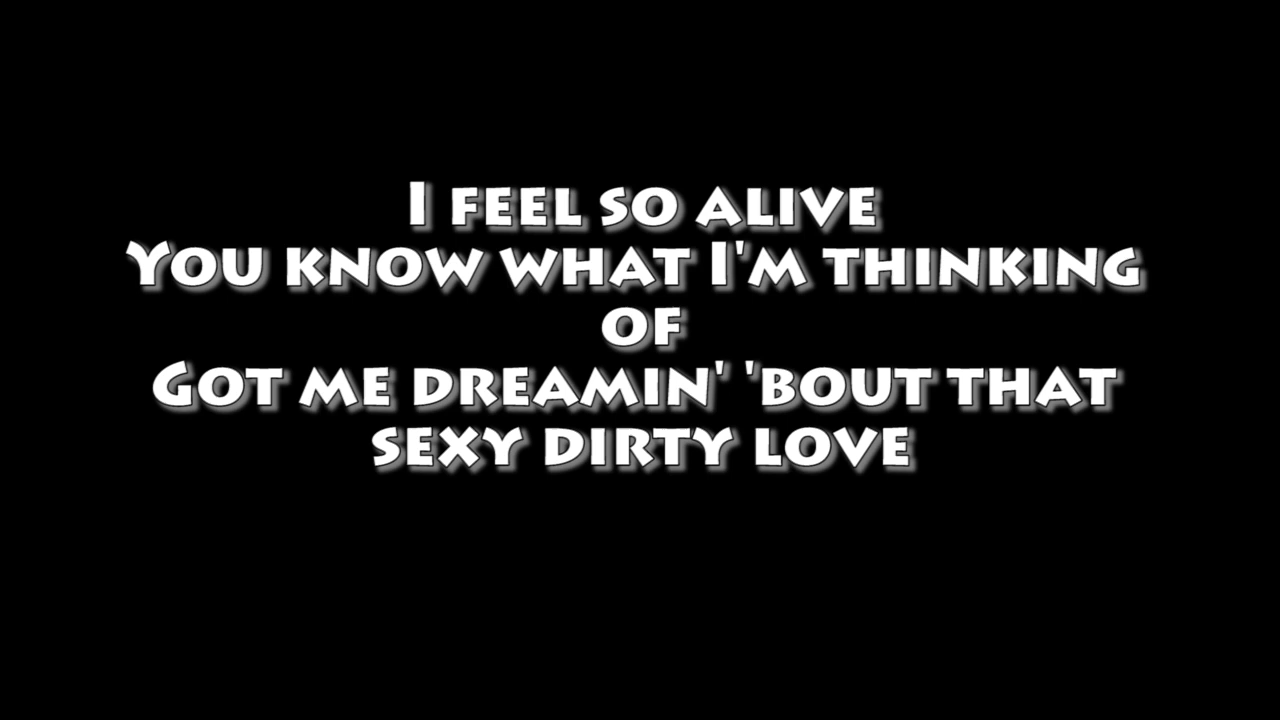 I feel so alive
You know what I'm thinking
of
Got me dreamin' 'bout that
sexy dirty love